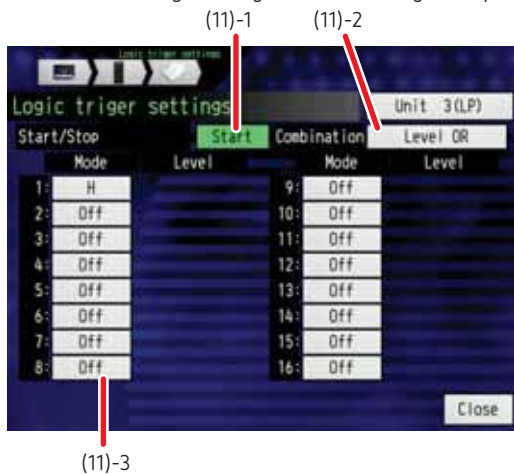 (11)-1 (11)-2
Logic triger settings
Logic triger settings Unit 3(LP)
Start/Stop Start Combination Level OR
Mode Level Mode Level
1: H 9: Off
2: Off 10: Off
3: Off 11: Off
4: Off 12: Off
5: Off 13: Off
6: Off 14: Off
7: Off 15: Off
8: Off 16: Off
Close
(11)-3